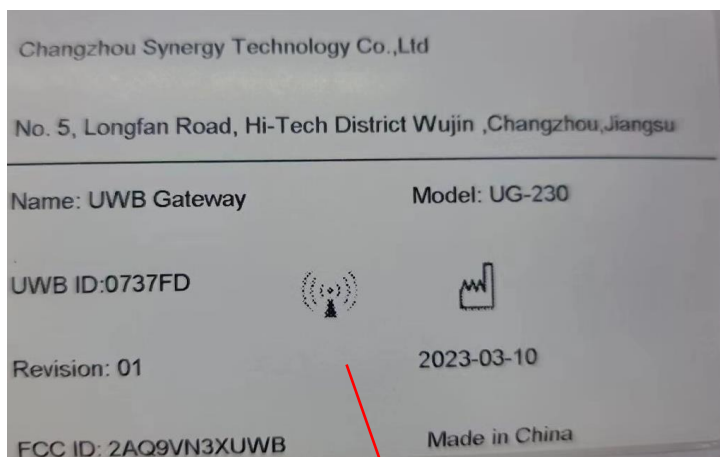 Changzhou Synergy Technology Co.,Ltd
No. 5, Longfan Road, Hi-Tech District Wujin ,Changzhou,Jiangsu
Name: UWB Gateway
Model: UG-230
UWB ID:0737FD
Revision: 01
2023-03-10
FCC ID: 2AQ9VN3XUWB
Made in China